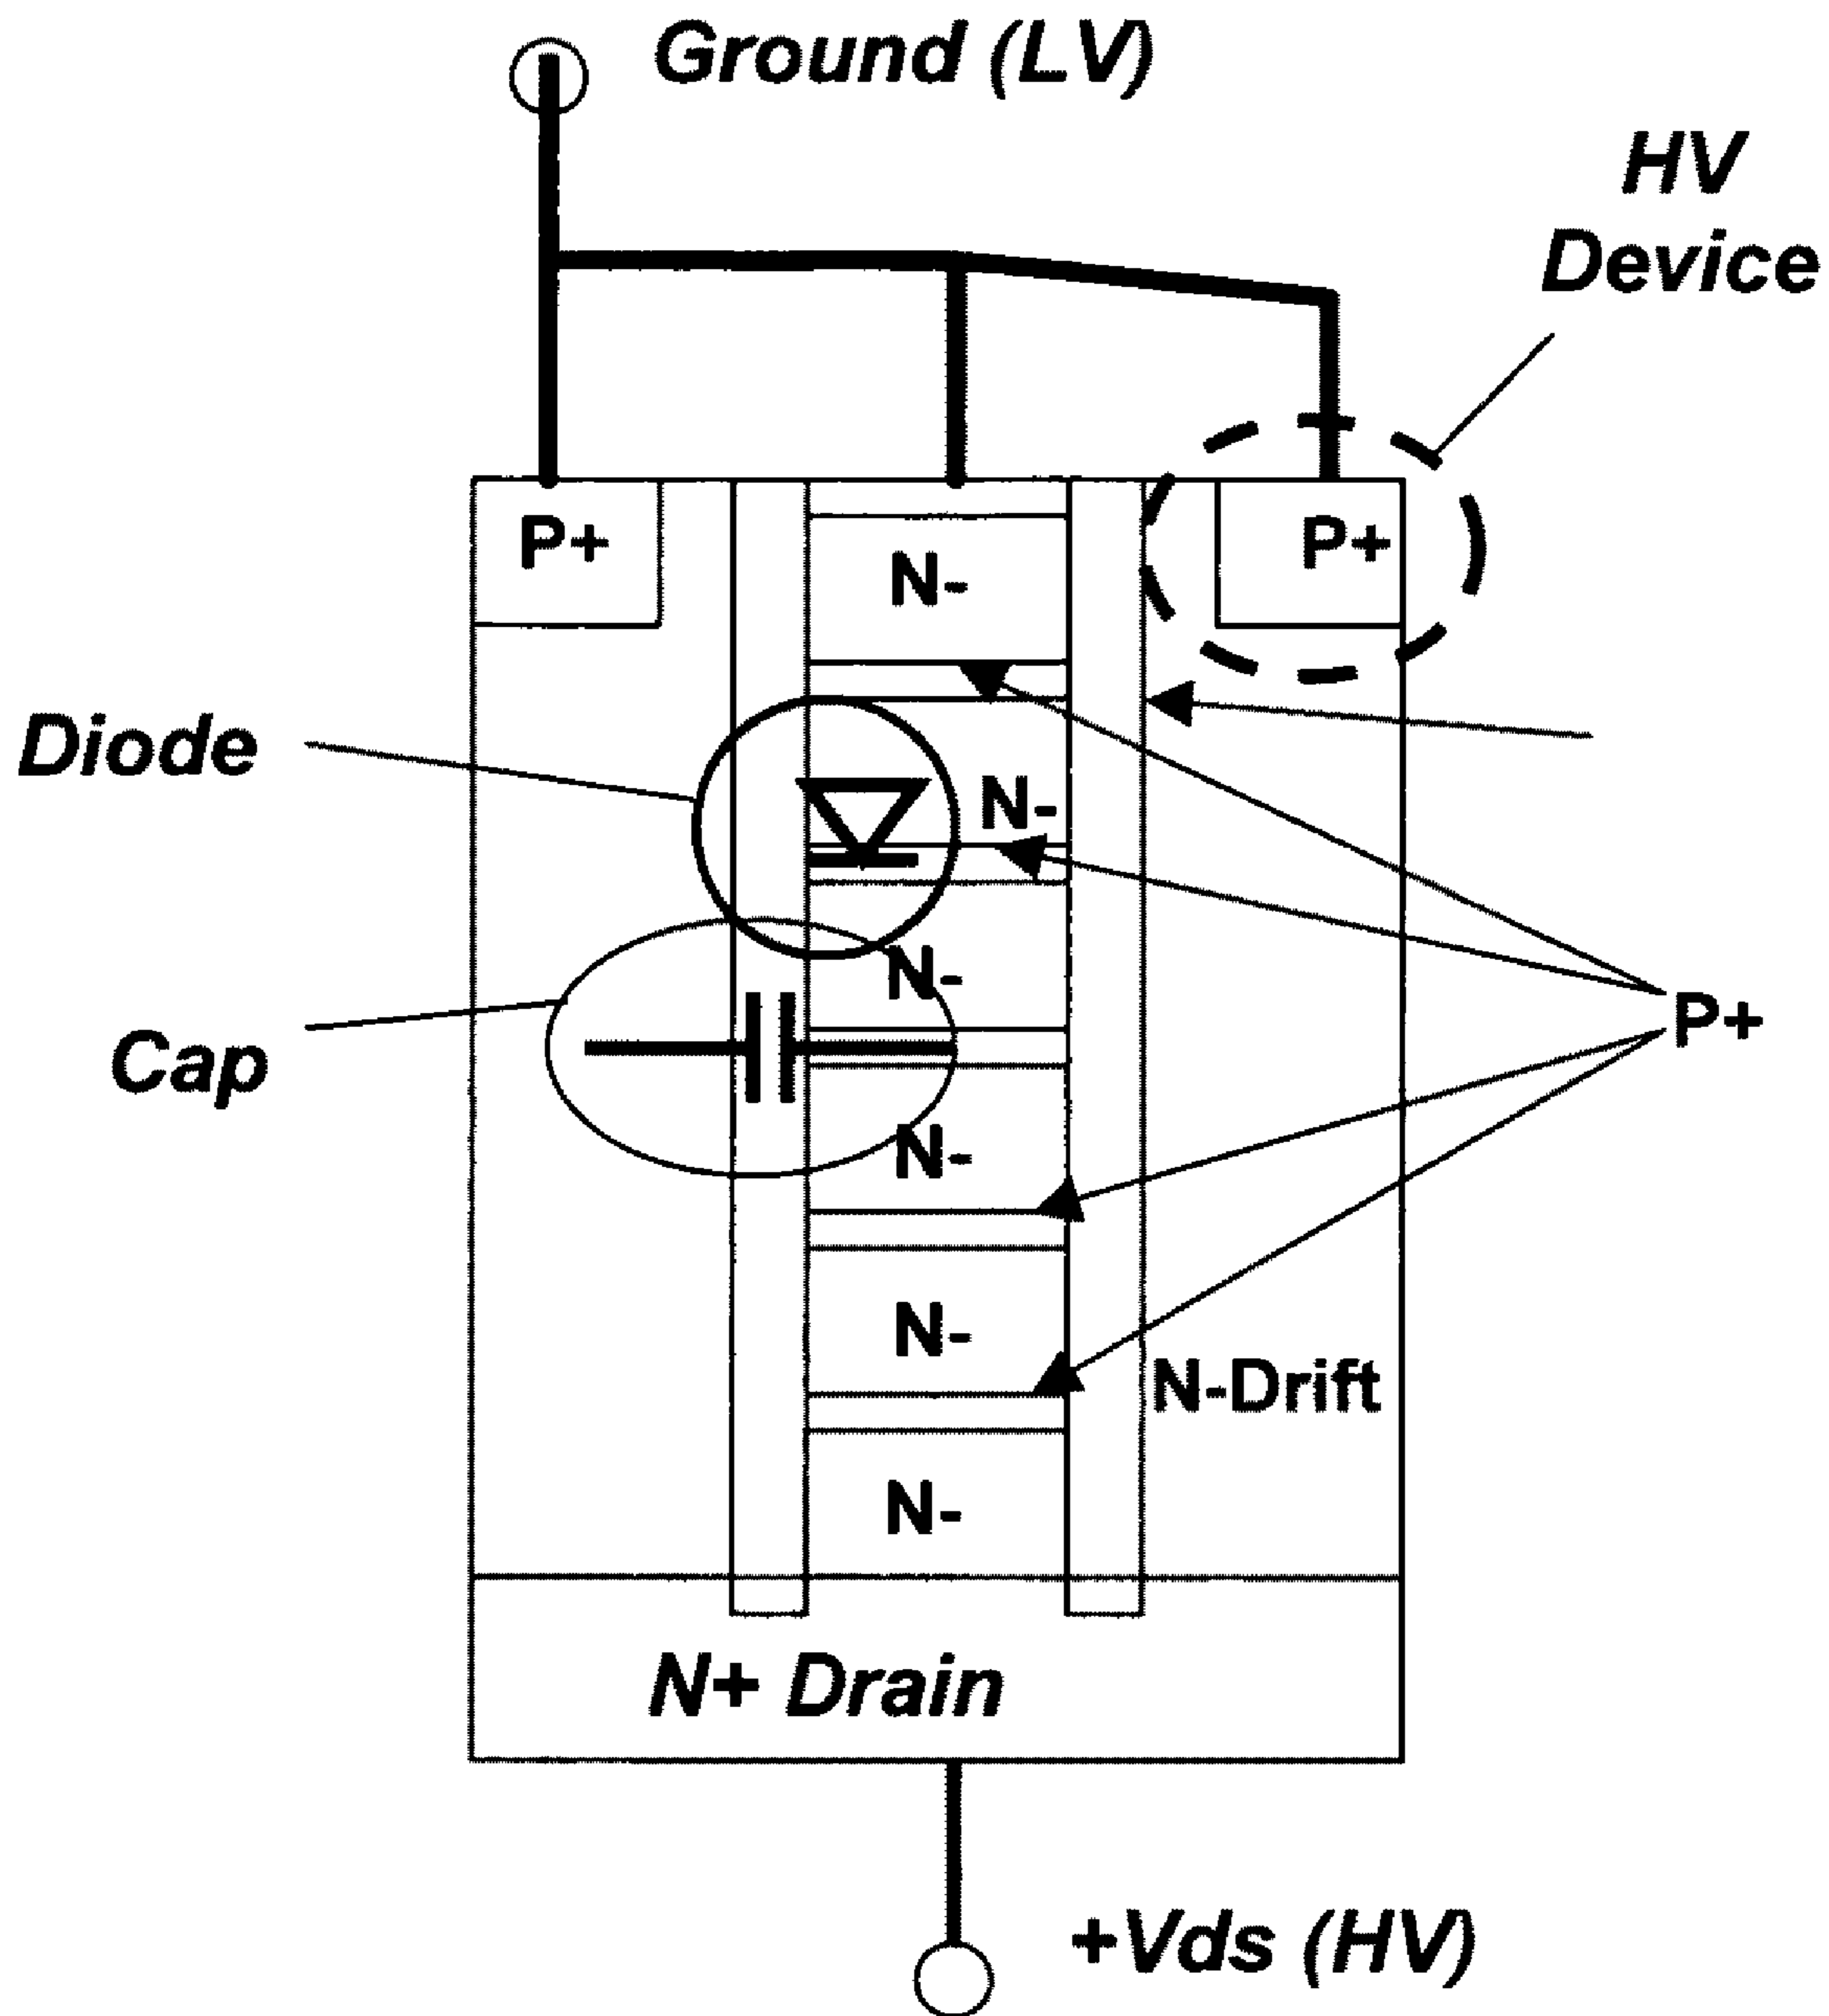 Ground (LV)
HV
Device
P+
P+
N-
Diode
N-
N-
P+
Cap
N-
N-
N-Drift
N-
N+ Drain
+Vds (HV)